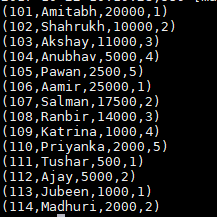 (101,Amitabh,20000,1)
(102,Shahrukh,10000,2)
(103,Akshay,11000,3)
(104,Anubhav,5000,4)
(105,Pawan,2500,5)
(106,Aamir,25000,1)
(107,Salman,17500,2)
(108,Ranbir,14000,3)
(109,Katrina,1000,4)
(110,Priyanka,2000,5)
(111,Tushar,500,1)
(112,Ajay,5000,2)
(113,Jubeen,1000,1)
(114,Madhuri,2000,2)